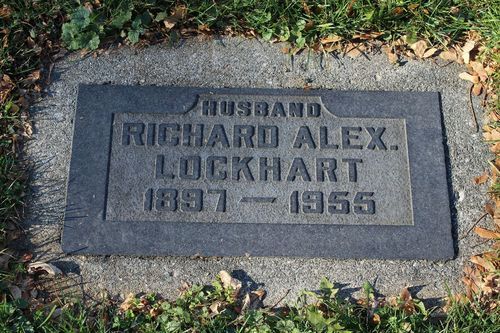 HUSBAND
RICHARD ALEX.
LOCKHART
1897 — 1955